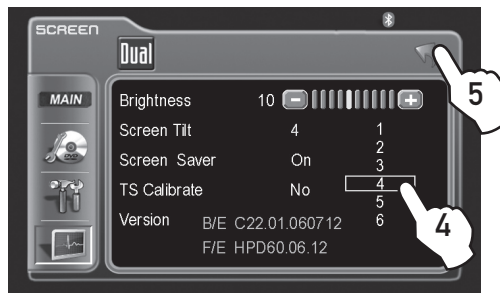 SCREEN
Dual
5
MAIN
Brightness 10 − +
Screen Tilt 4 1
2
Screen Saver On 3
4
TS Calibrate No 5
Version B/E C22.01.060712 6
4
F/E HPD60.06.12
DVD